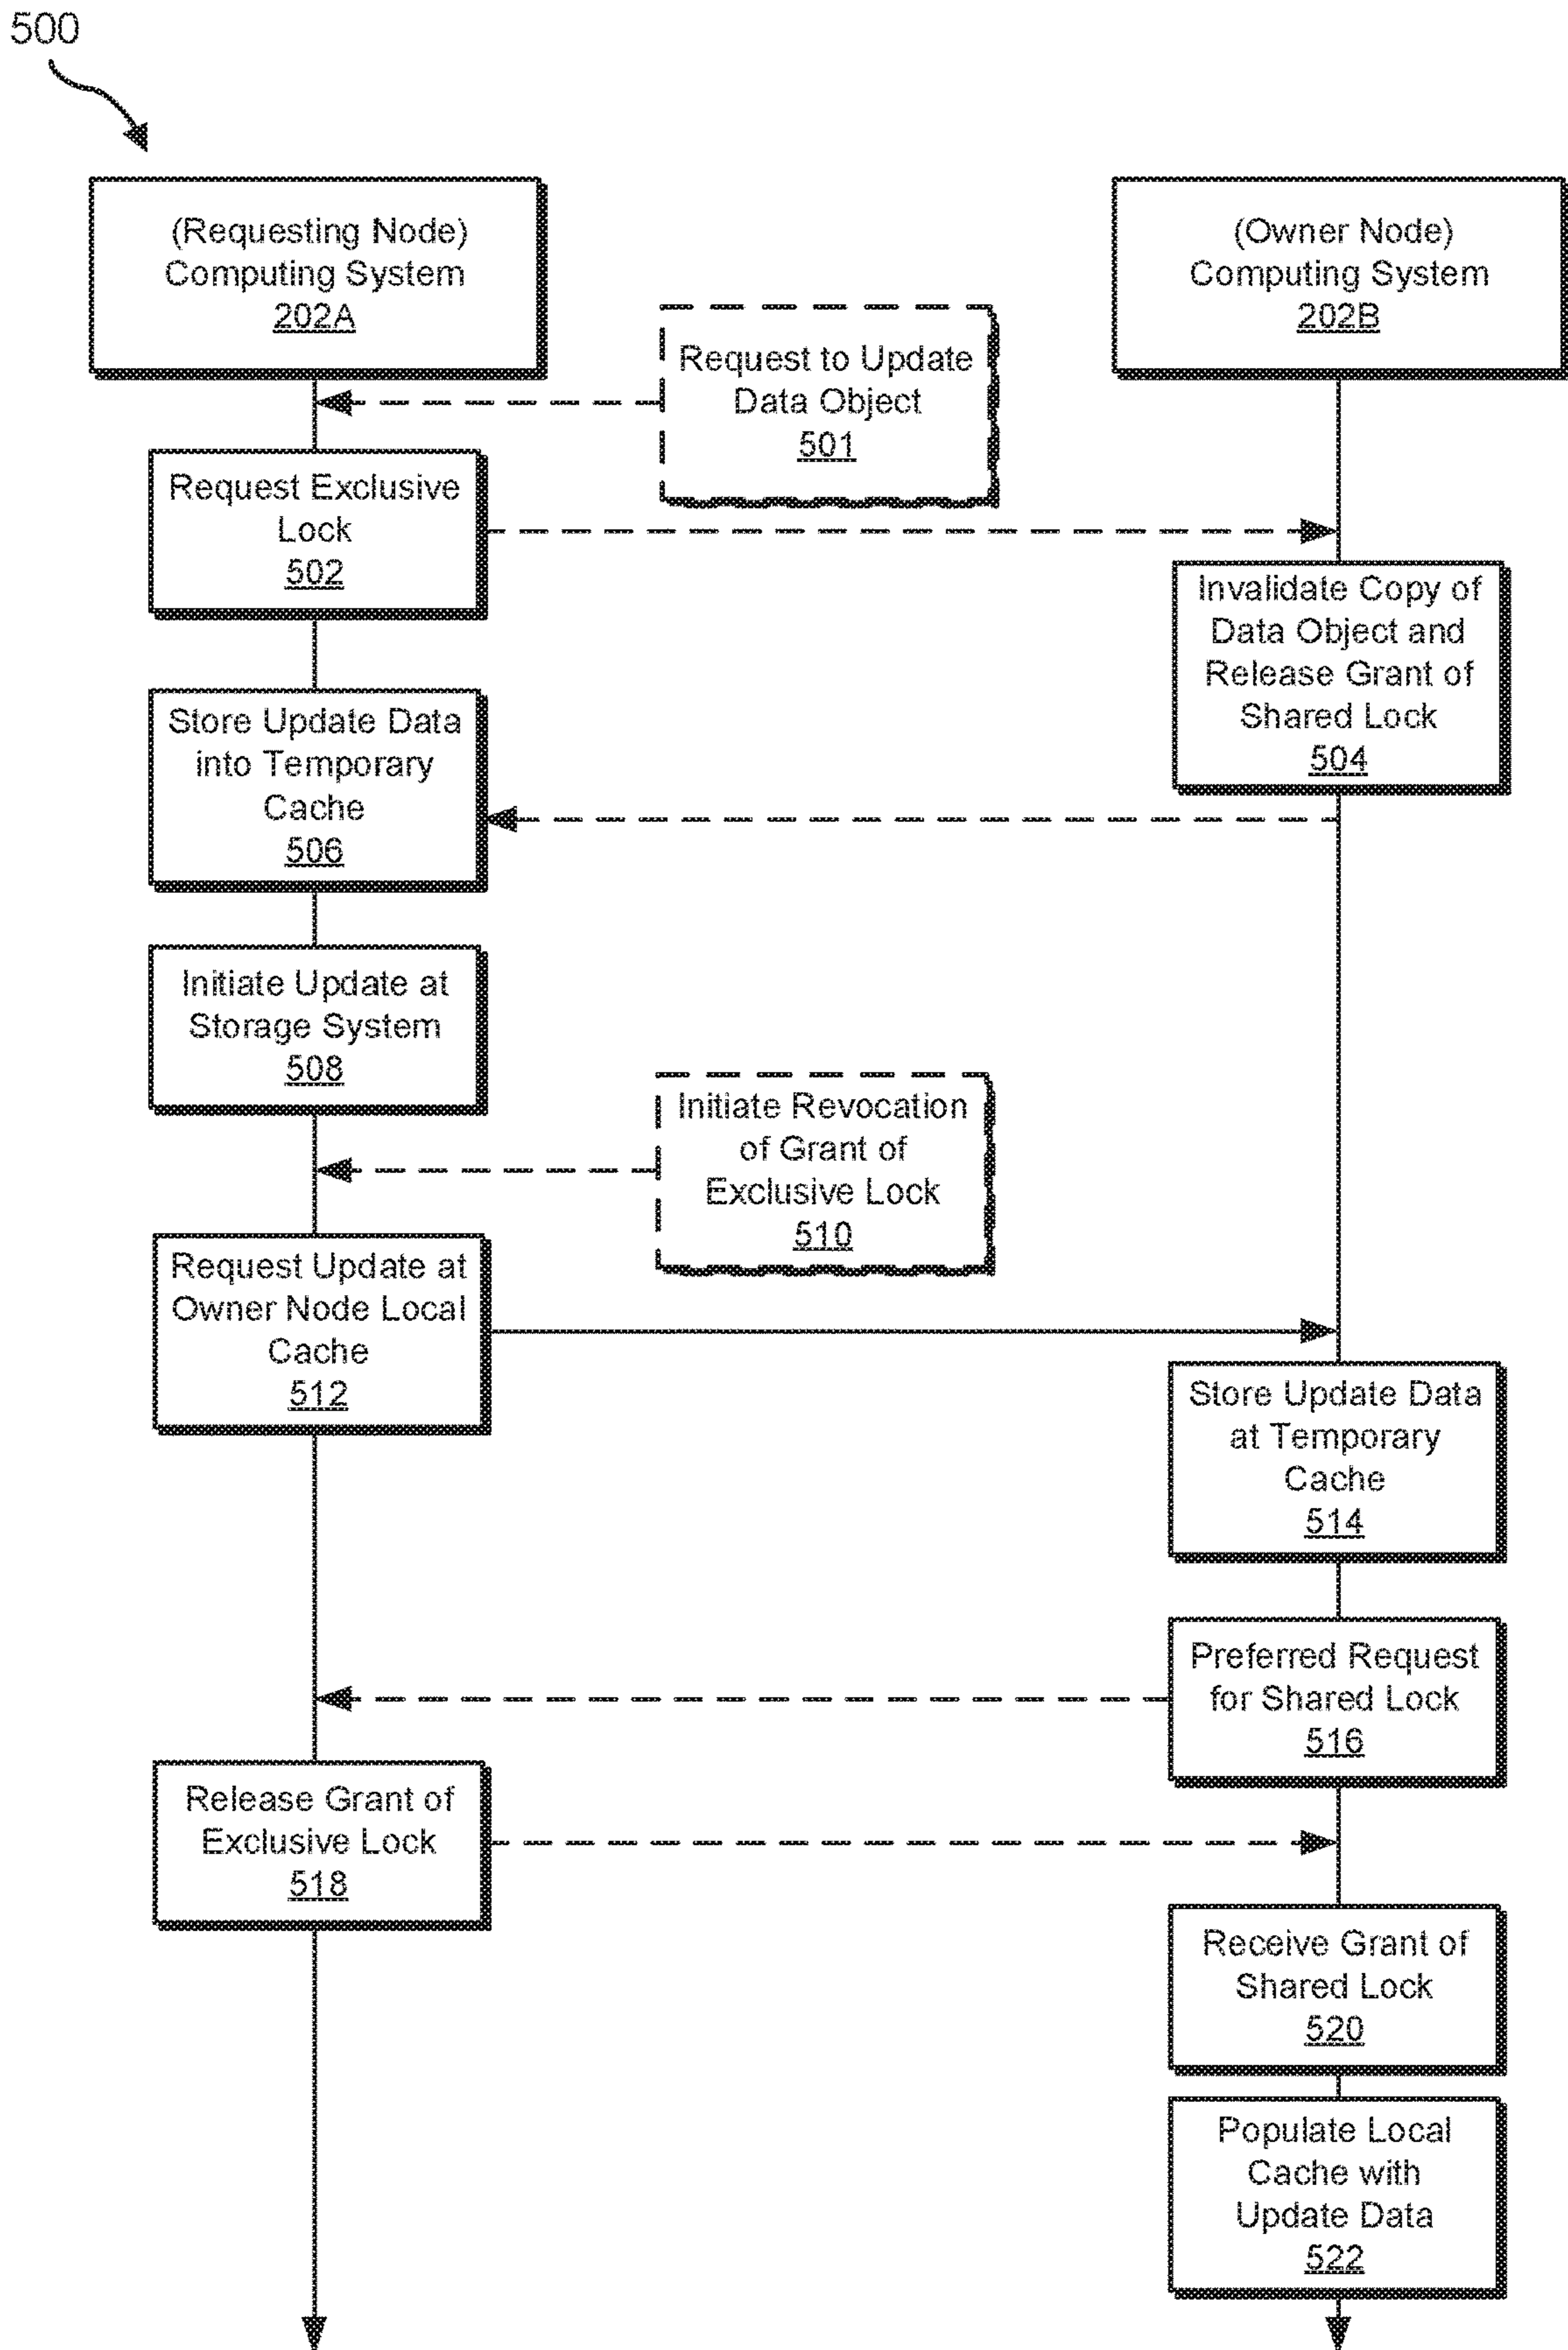 500
(Requesting Node)
Computing System
202A
(Owner Node)
Computing System
202B
Request to Update
Data Object
501
Request Exclusive
Lock
502
Invalidate Copy of
Data Object and
Release Grant of
Shared Lock
504
Store Update Data
into Temporary
Cache
506
Initiate Update at
Storage System
508
Initiate Revocation
of Grant of
Exclusive Lock
510
Request Update at
Owner Node Local
Cache
512
Store Update Data
at Temporary
Cache
514
Preferred Request
for Shared Lock
516
Release Grant of
Exclusive Lock
518
Receive Grant of
Shared Lock
520
Populate Local
Cache with
Update Data
522